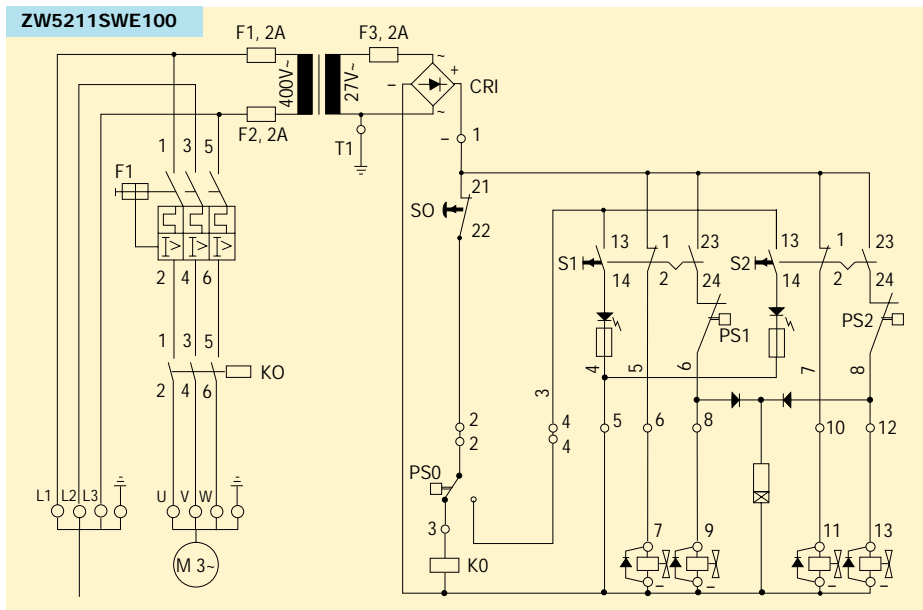 ZW5211SWE100
F1, 2A
F3, 2A
400V~
27V~
~
+
–
CRI
~
F2, 2A
T1
– 1
1 3 5
F1
21
SO
22
I> I> I>
2 4 6
13 1 23 13 1 23
S1 S2
14 2 24 14 2 24
PS1 PS2
1 3 5
KO
2 4 6
3 4 5 6 7 8
2
2
4
4
5 6 8 10 12
PS0
3
K0
L1 L2 L3
U V W
M 3~
7 9 11 13
– – – –